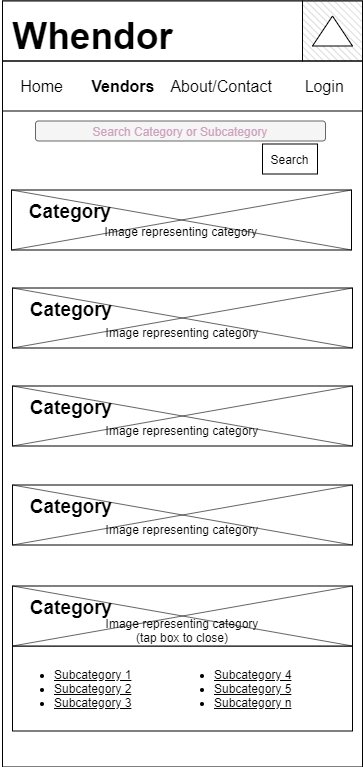 Whendor
Home Vendors About/Contact Login
Search Category or Subcategory
Search
Category
Image representing category
Category
Image representing category
Category
Image representing category
Category
Image representing category
Category
Image representing category
(tap box to close)
Subcategory 1
Subcategory 2
Subcategory 3
Subcategory 4
Subcategory 5
Subcategory n